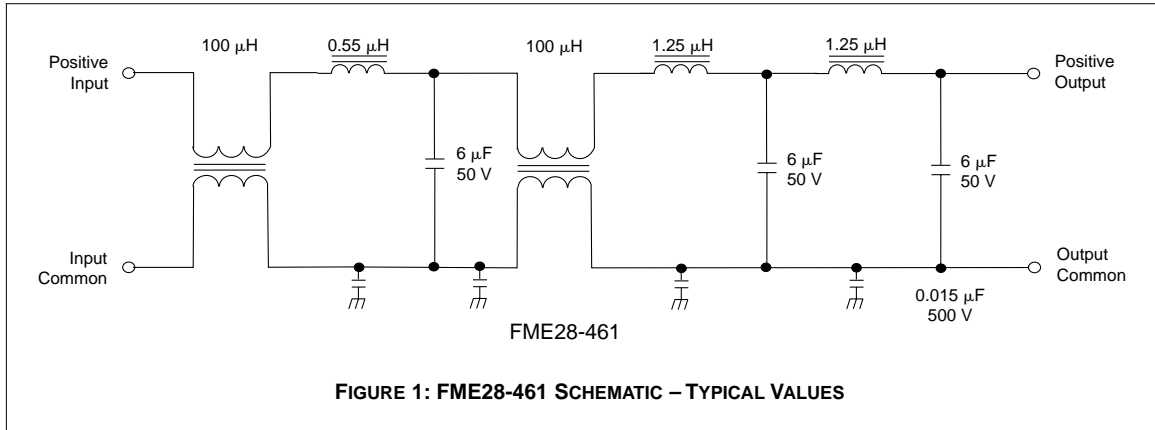 100 μH
0.55 μH
100 μH
1.25 μH
1.25 μH
Positive
Input
Positive
Output
6 μF
50 V
6 μF
50 V
6 μF
50 V
Input
Common
Output
Common
0.015 μF
500 V
FME28-461
FIGURE 1: FME28-461 SCHEMATIC – TYPICAL VALUES